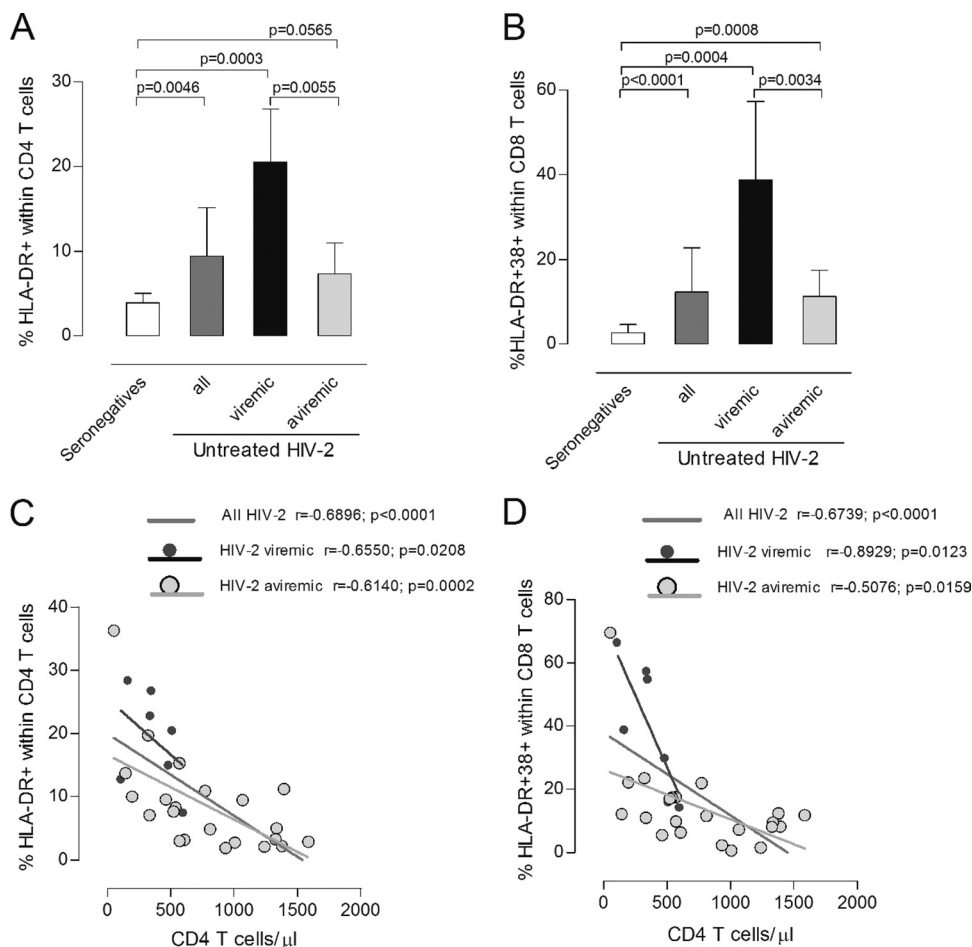 A
p=0.0565
p=0.0003
p=0.0046
p=0.0055
% HLA-DR+ within CD4 T cells
30
20
10
0
Seronegatives
all
viremic
aviremic
Untreated HIV-2
B
p=0.0008
p=0.0004
p<0.0001
p=0.0034
%HLA-DR+38+ within CD8 T cells
60
40
20
0
Seronegatives
all
viremic
aviremic
Untreated HIV-2
C
All HIV-2 r=-0.6896; p<0.0001
HIV-2 viremic r=-0.6550; p=0.0208
HIV-2 aviremic r=-0.6140; p=0.0002
% HLA-DR+ within CD4 T cells
40
30
20
10
0
0 500 1000 1500 2000
CD4 T cells/µl
D
All HIV-2 r=-0.6739; p<0.0001
HIV-2 viremic r=-0.8929; p=0.0123
HIV-2 aviremic r=-0.5076; p=0.0159
% HLA-DR+38+ within CD8 T cells
80
60
40
20
0
0 500 1000 1500 2000
CD4 T cells/µl